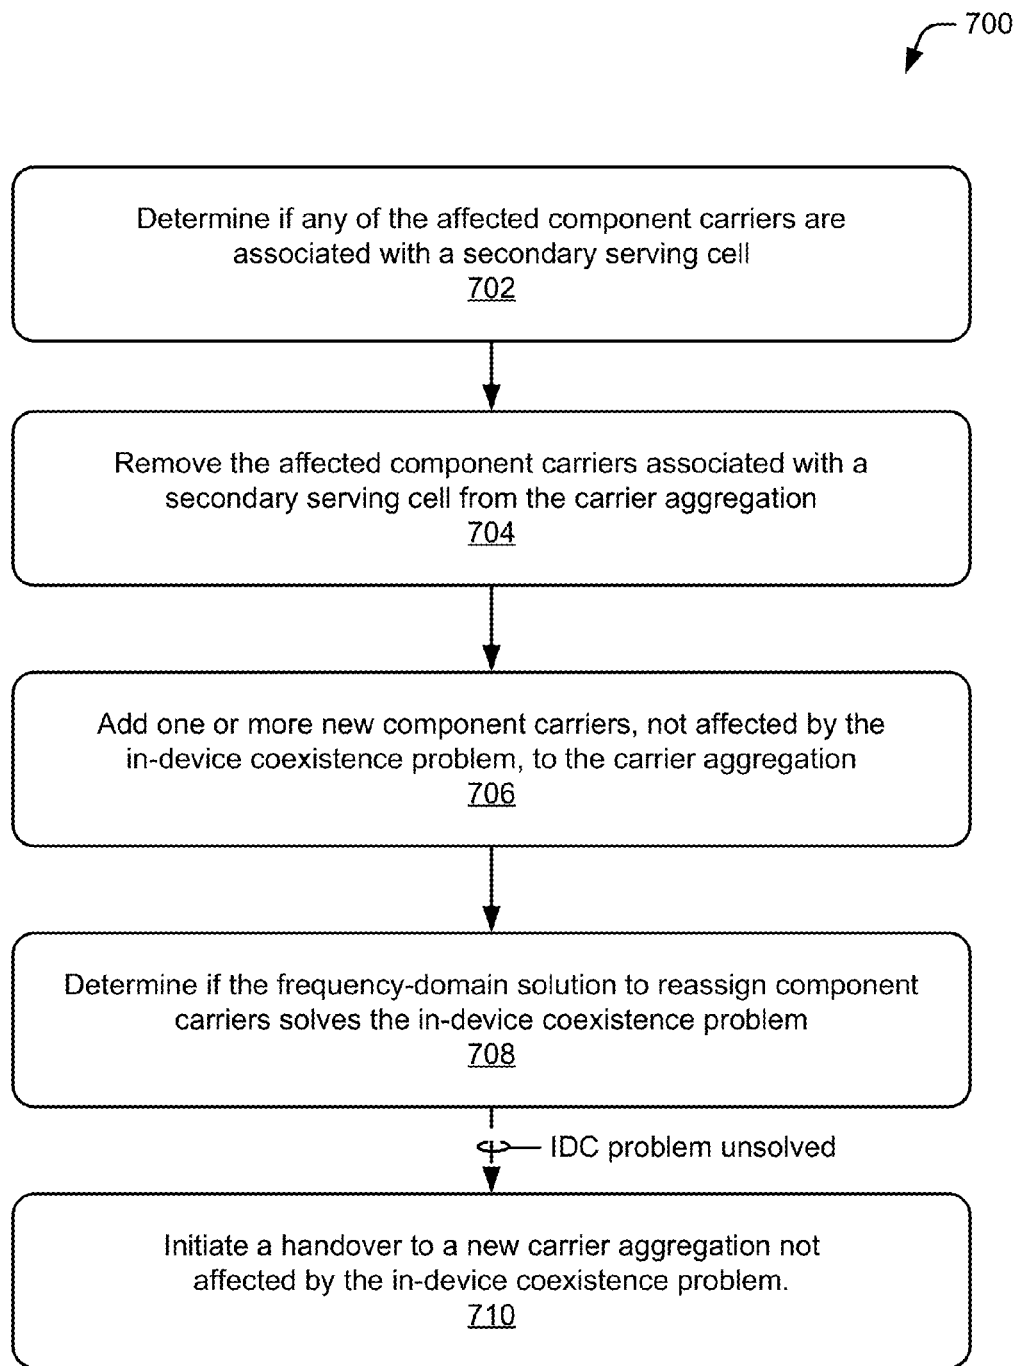 700
Determine if any of the affected component carriers are
associated with a secondary serving cell
702
Remove the affected component carriers associated with a
secondary serving cell from the carrier aggregation
704
Add one or more new component carriers, not affected by the
in-device coexistence problem, to the carrier aggregation
706
Determine if the frequency-domain solution to reassign component
carriers solves the in-device coexistence problem
708
IDC problem unsolved
Initiate a handover to a new carrier aggregation not
affected by the in-device coexistence problem.
710